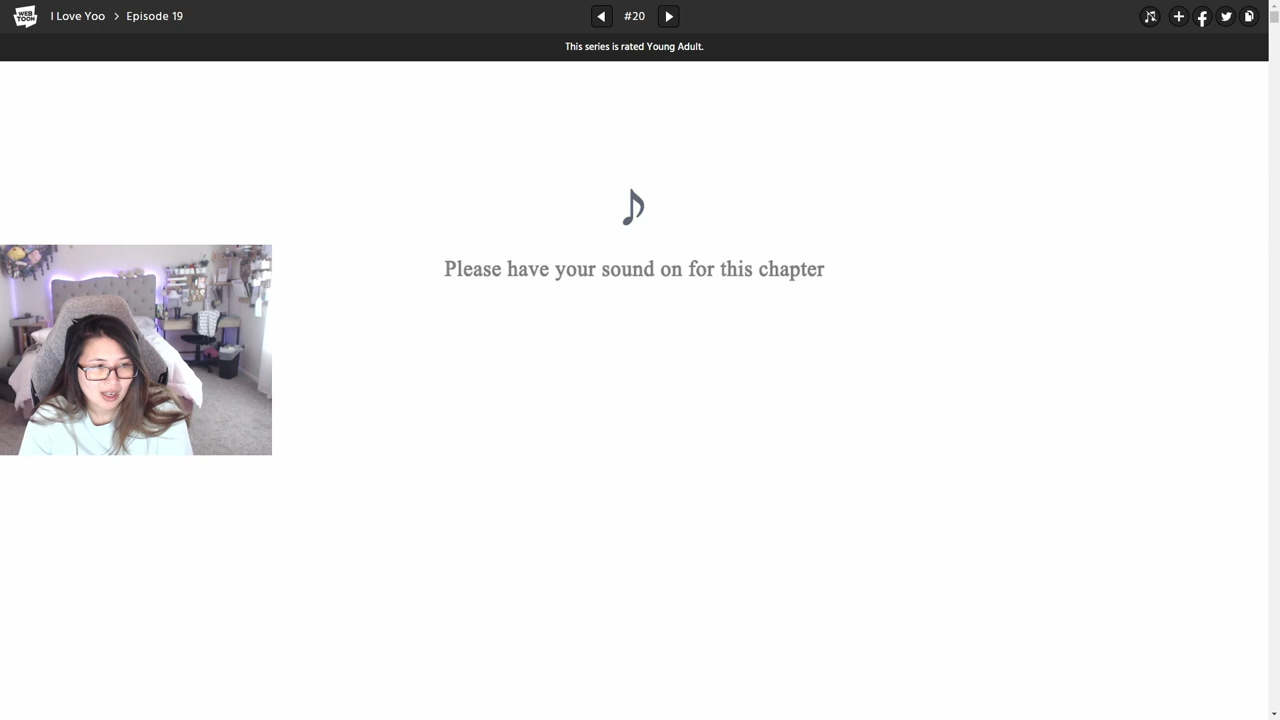 WEB
TOON
I Love Yoo > Episode 19
#20
This series is rated Young Adult.
Please have your sound on for this chapter